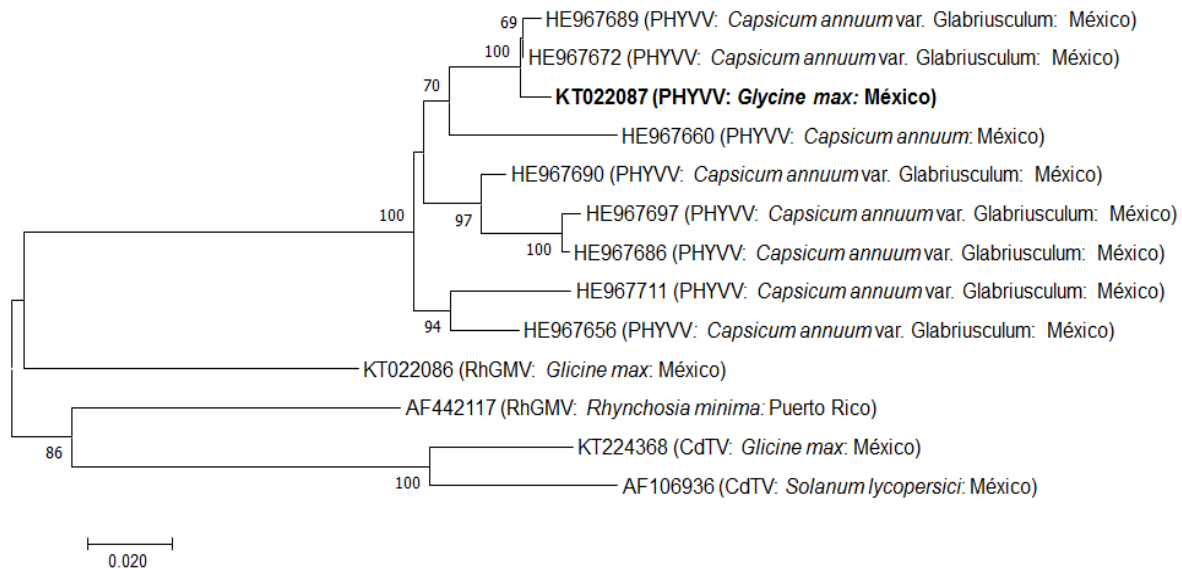 69
HE967689 (PHYVV: Capsicum annuum var. Glabriusculum: México)
100
HE967672 (PHYVV: Capsicum annuum var. Glabriusculum: México)
70
KT022087 (PHYVV: Glycine max: México)
HE967660 (PHYVV: Capsicum annuum: México)
HE967690 (PHYVV: Capsicum annuum var. Glabriusculum: México)
100
97
HE967697 (PHYVV: Capsicum annuum var. Glabriusculum: México)
100
HE967686 (PHYVV: Capsicum annuum var. Glabriusculum: México)
HE967711 (PHYVV: Capsicum annuum var. Glabriusculum: México)
94
HE967656 (PHYVV: Capsicum annuum var. Glabriusculum: México)
KT022086 (RhGMV: Glicine max: México)
AF442117 (RhGMV: Rhynchosia minima: Puerto Rico)
86
KT224368 (CdTV: Glicine max: México)
100
AF106936 (CdTV: Solanum lycopersici: México)
0.020